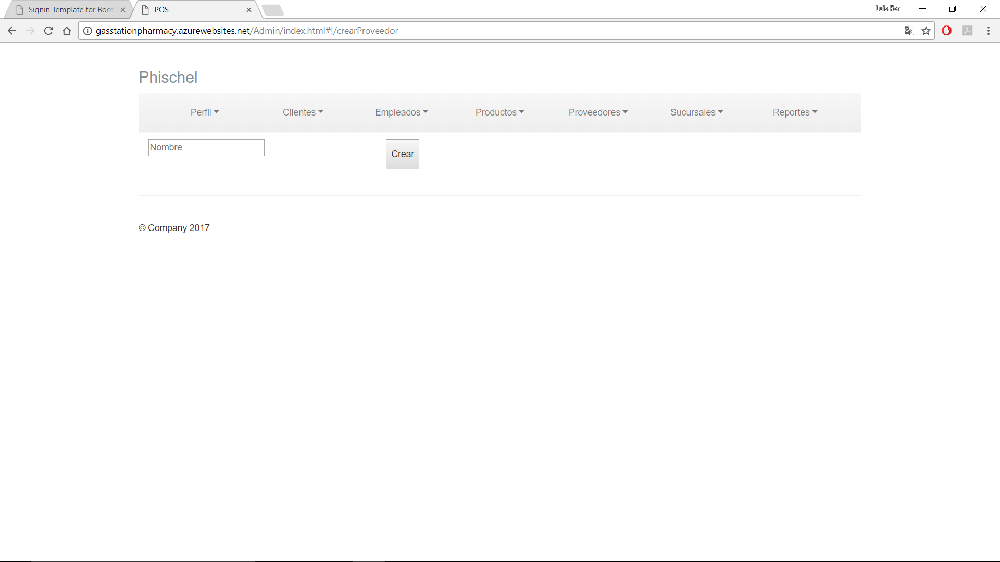 Signin Template for Boot
POS
Luis Fer
gasstationpharmacy.azurewebsites.net/Admin/index.html#!/crearProveedor
Phischel
Perfil Clientes Empleados Productos Proveedores Sucursales Reportes
Nombre
Crear
© Company 2017